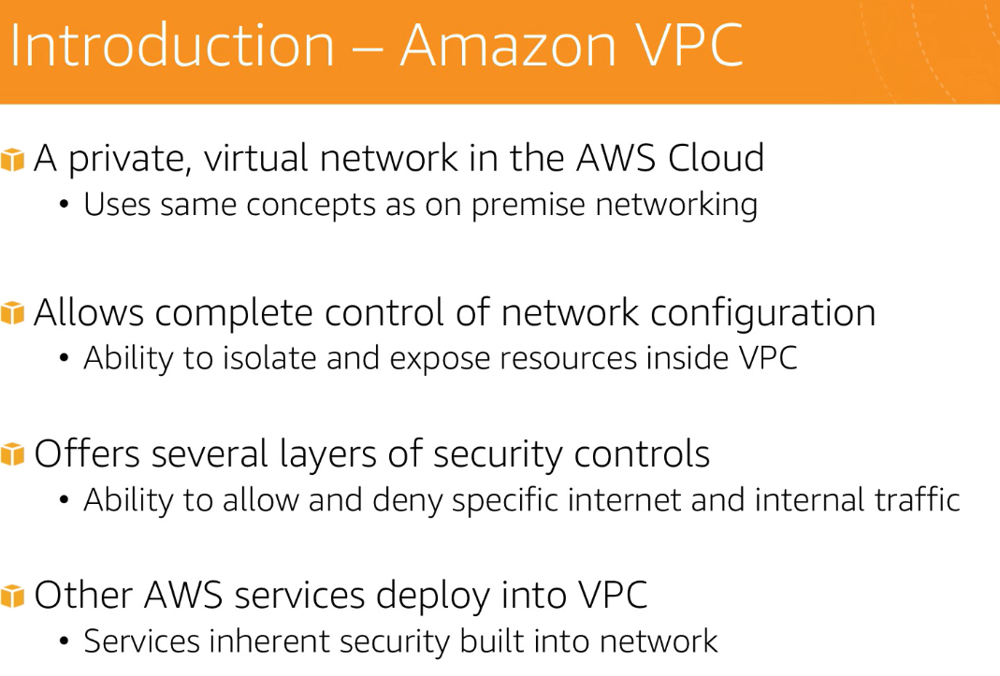 Introduction – Amazon VPC
A private, virtual network in the AWS Cloud
• Uses same concepts as on premise networking
Allows complete control of network configuration
• Ability to isolate and expose resources inside VPC
Offers several layers of security controls
• Ability to allow and deny specific internet and internal traffic
Other AWS services deploy into VPC
• Services inherent security built into network